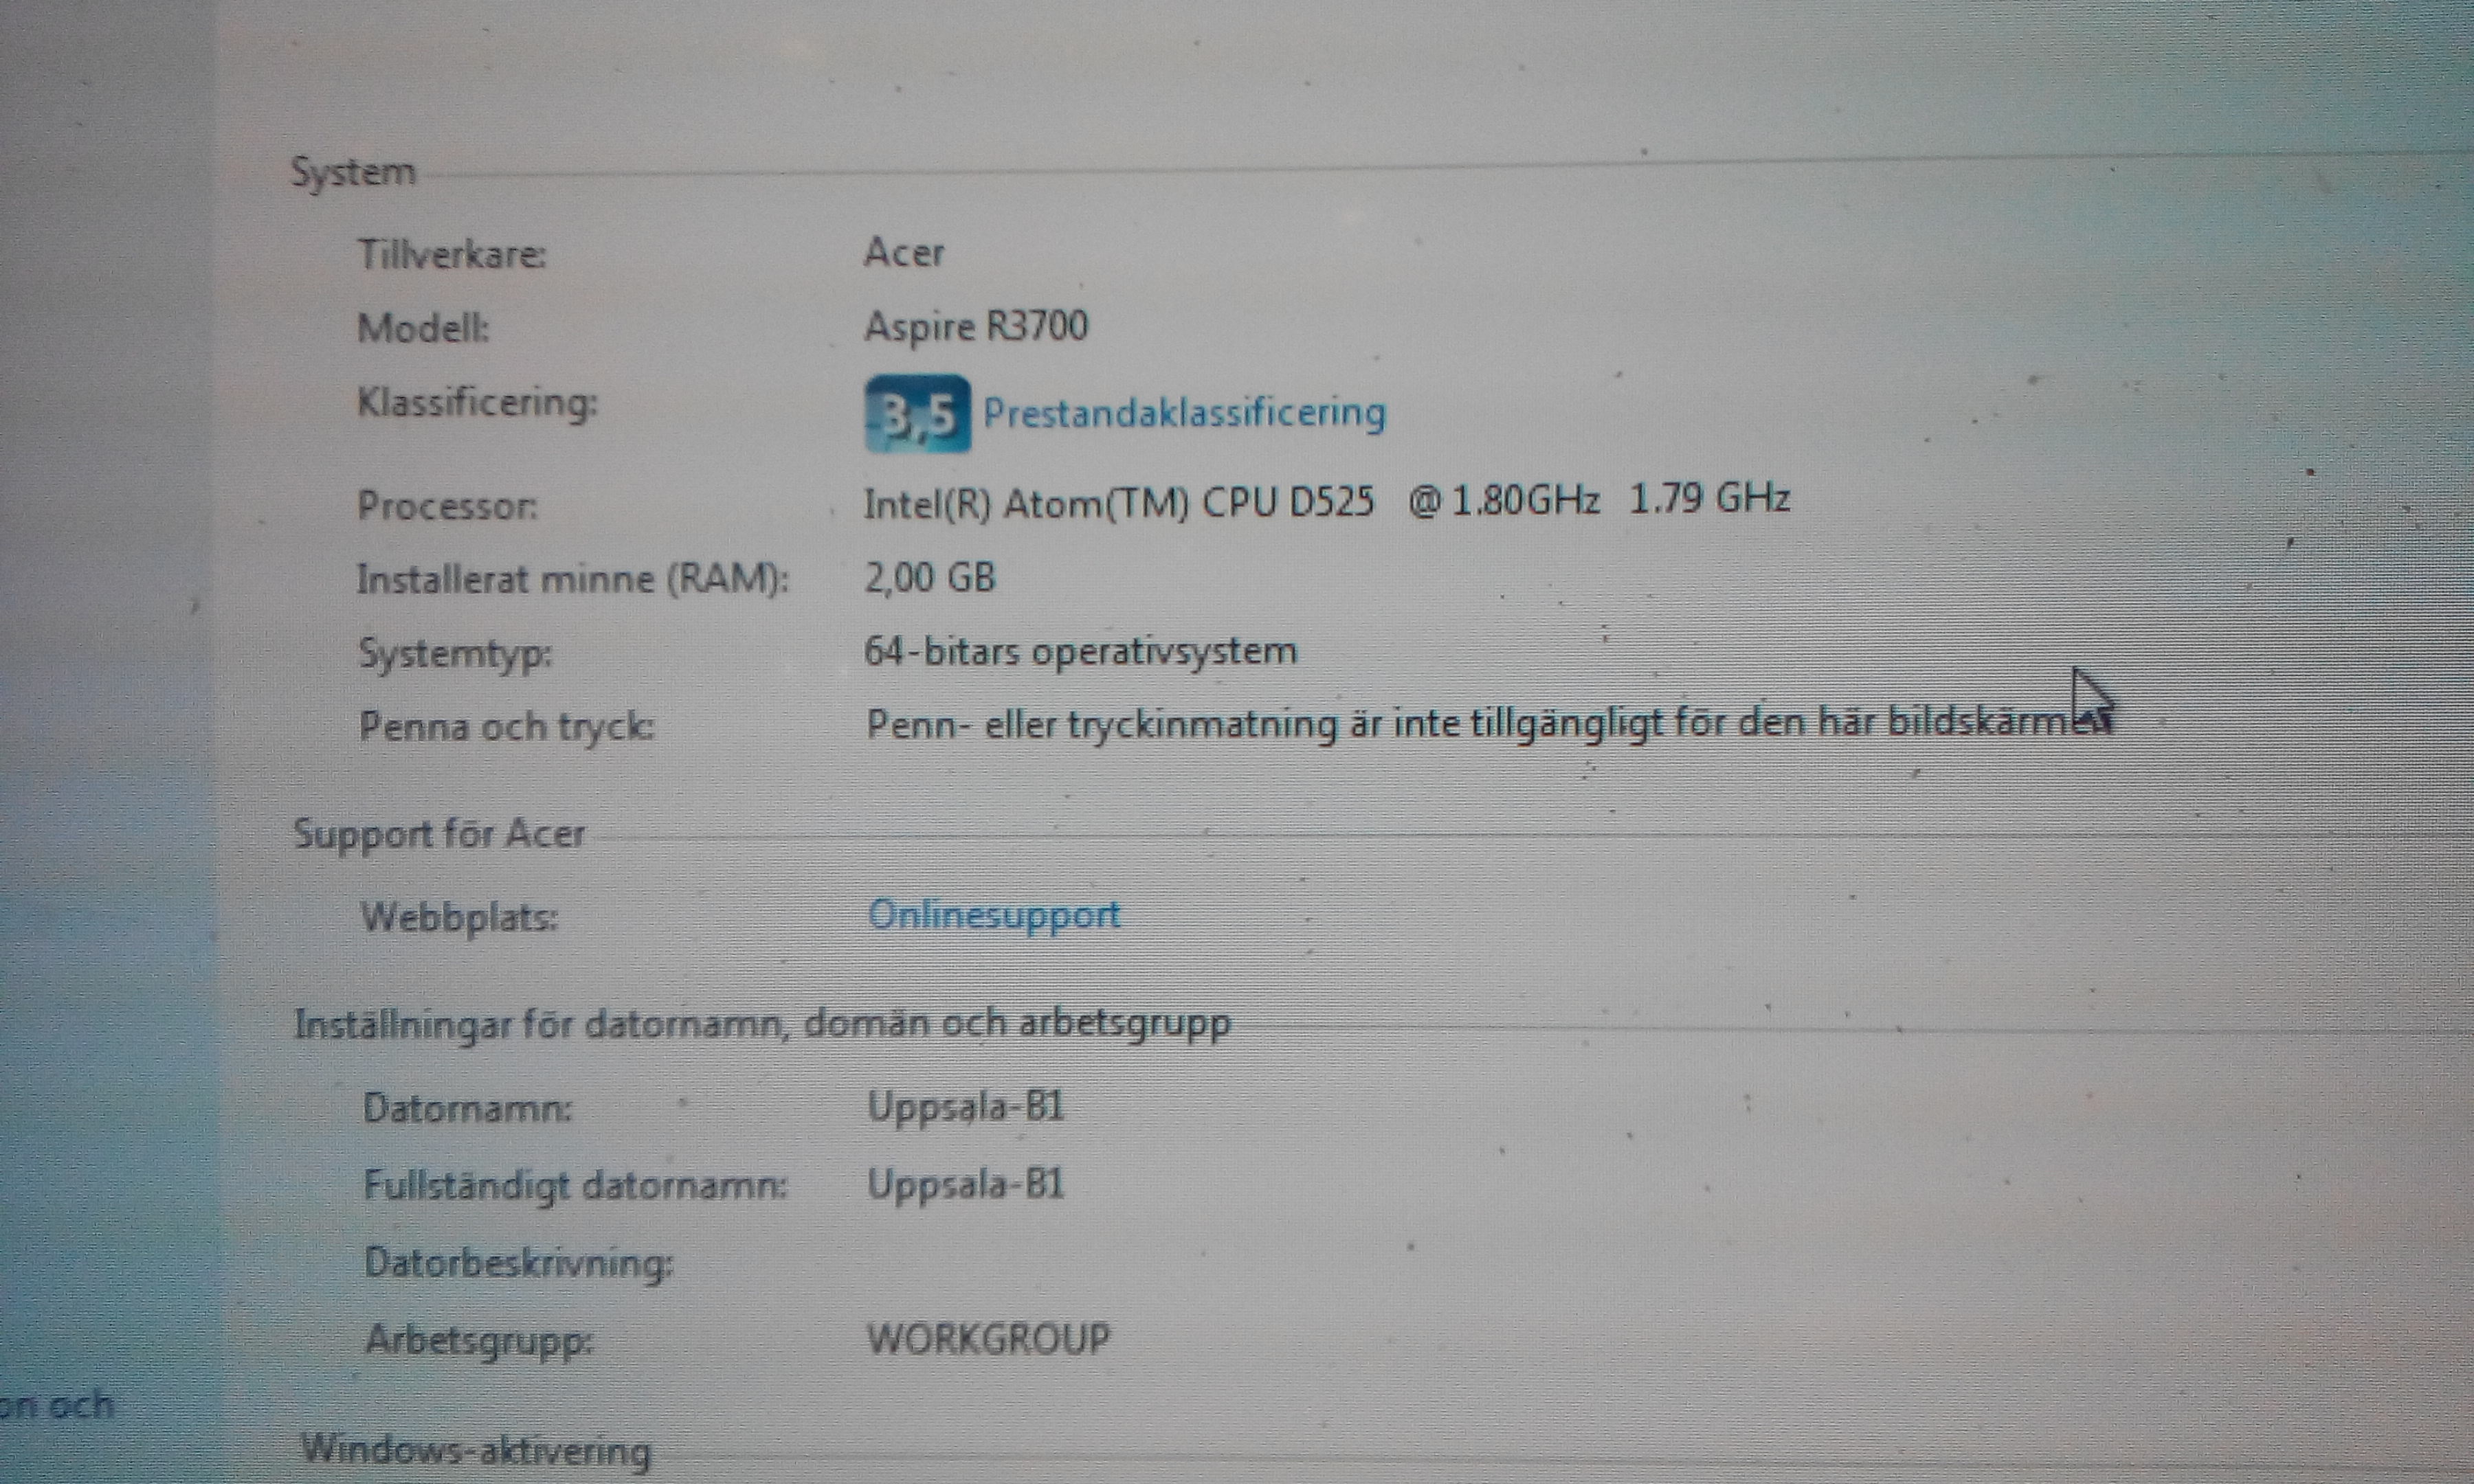 System
Tillverkare: Acer
Modell: Aspire R3700
Klassificering: 3,5 Prestandaklassificering
Processor: Intel(R) Atom(TM) CPU D525 @ 1.80GHz 1.79 GHz
Installerat minne (RAM): 2,00 GB
Systemtyp: 64-bitars operativsystem
Penna och tryck: Penn- eller tryckinmatning är inte tillgängligt för den här bildskärmen
Support för Acer
Webbplats: Onlinesupport
Inställningar för datornamn, domän och arbetsgrupp
Datornamn: Uppsala-B1
Fullständigt datornamn: Uppsala-B1
Datorbeskrivning:
Arbetsgrupp: WORKGROUP
och
Windows-aktivering